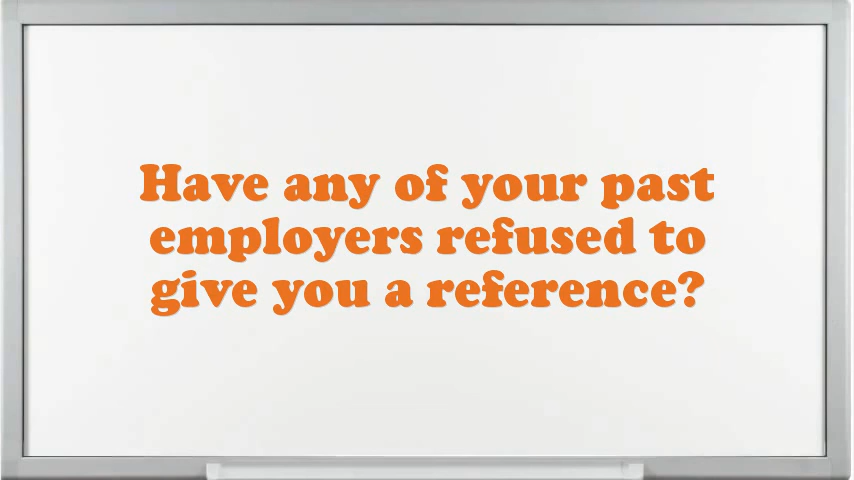 Have any of your past
employers refused to
give you a reference?